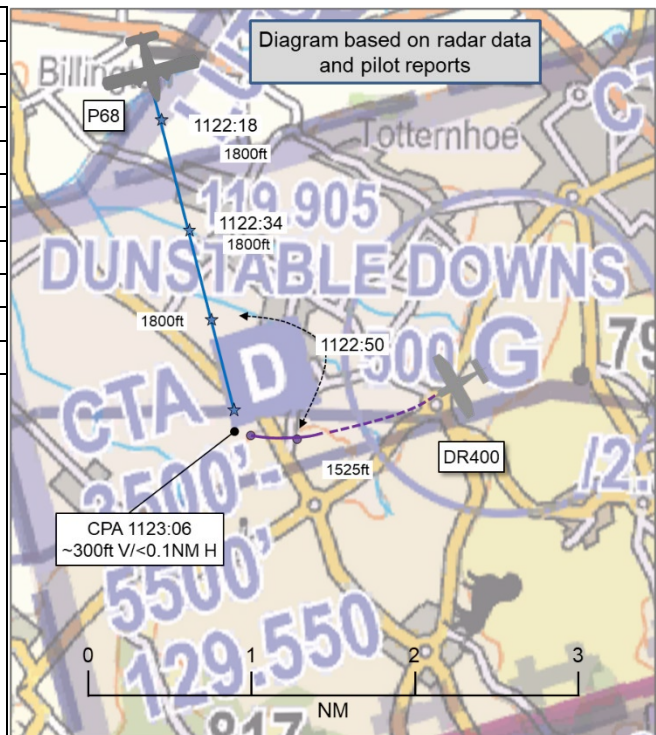 Diagram based on radar data
and pilot reports
P68
1122:18
1800ft
Totternhoe
119.905
1122:34
1800ft
DUNSTABLE DOWNS
1800ft
1122:50
500
G
79
CTA
D
3500'-
1525ft
DR400
/2.
CPA 1123:06
~300ft V/<0.1NM H
5500'
129.550
0 1 2 3
NM
817